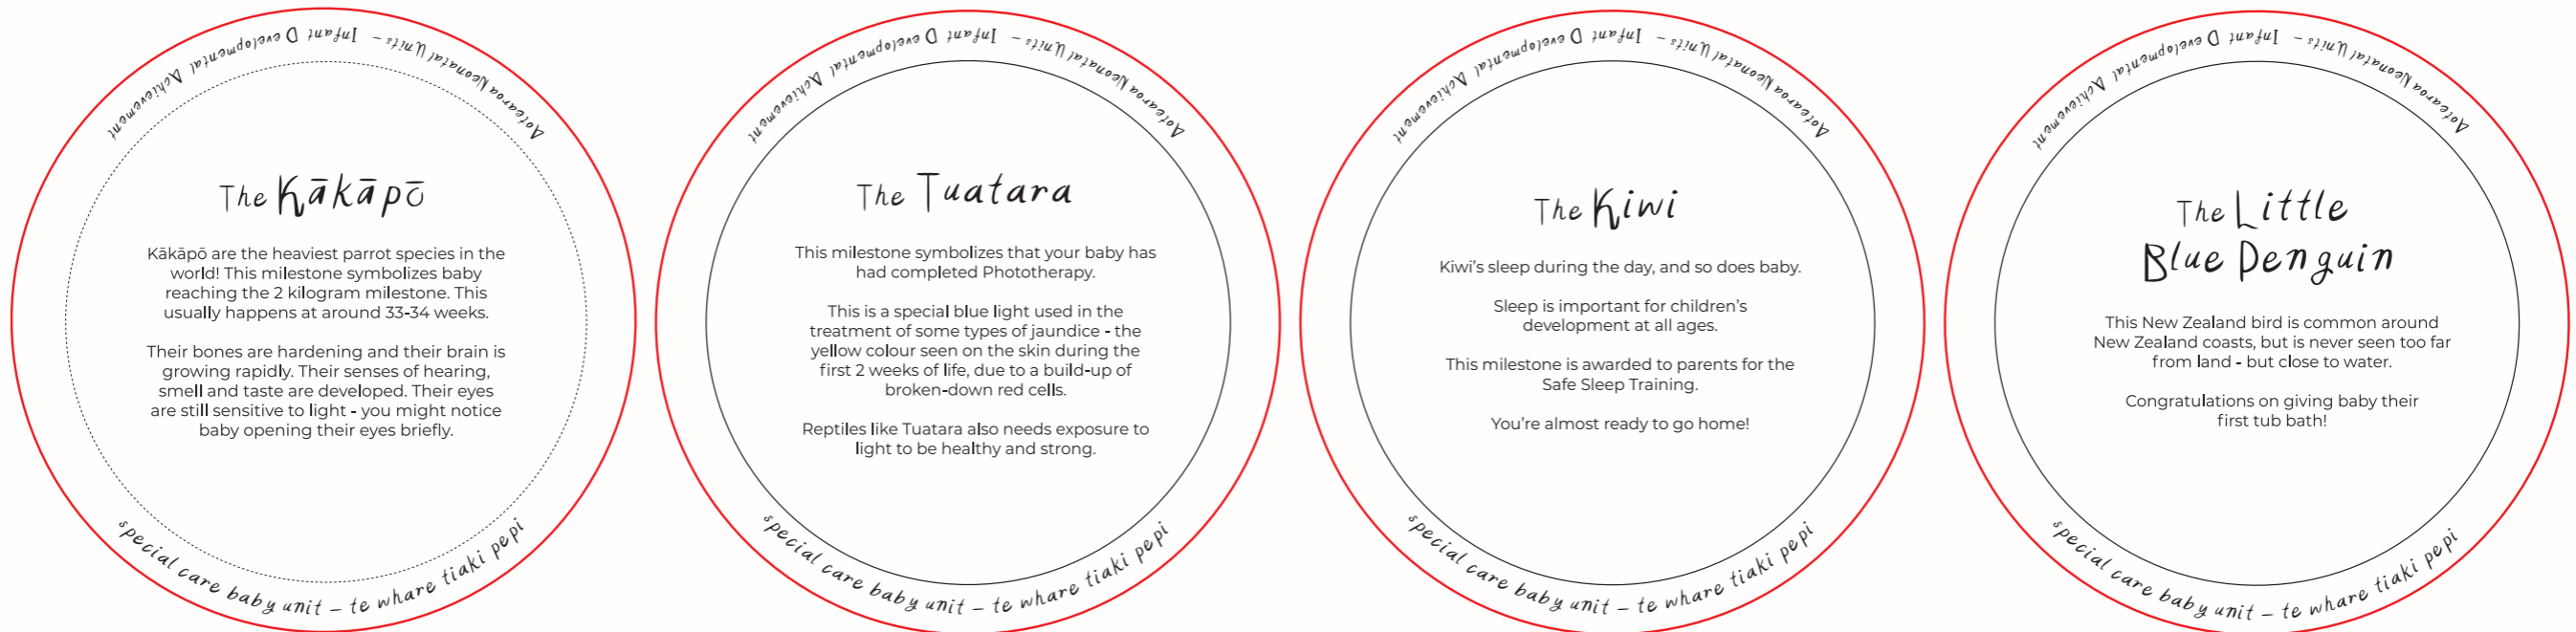 Aotearoa Neonatal Units - Infant Developmental Achievement
The Kākāpō
Kākāpō are the heaviest parrot species in the
world! This milestone symbolizes baby
reaching the 2 kilogram milestone. This
usually happens at around 33-34 weeks.
Their bones are hardening and their brain is
growing rapidly. Their senses of hearing,
smell and taste are developed. Their eyes
are still sensitive to light - you might notice
baby opening their eyes briefly.
special care baby unit - te whare tiaki pepi
Aotearoa Neonatal Units - Infant Developmental Achievement
The Tuatara
This milestone symbolizes that your baby has
had completed Phototherapy.
This is a special blue light used in the
treatment of some types of jaundice - the
yellow colour seen on the skin during the
first 2 weeks of life, due to a build-up of
broken-down red cells.
Reptiles like Tuatara also needs exposure to
light to be healthy and strong.
special care baby unit - te whare tiaki pepi
Aotearoa Neonatal Units - Infant Developmental Achievement
The Kiwi
Kiwi's sleep during the day, and so does baby.
Sleep is important for children's
development at all ages.
This milestone is awarded to parents for the
Safe Sleep Training.
You're almost ready to go home!
special care baby unit - te whare tiaki pepi
Aotearoa Neonatal Units - Infant Developmental Achievement
The Little
Blue Penguin
This New Zealand bird is common around
New Zealand coasts, but is never seen too far
from land - but close to water.
Congratulations on giving baby their
first tub bath!
special care baby unit - te whare tiaki pepi